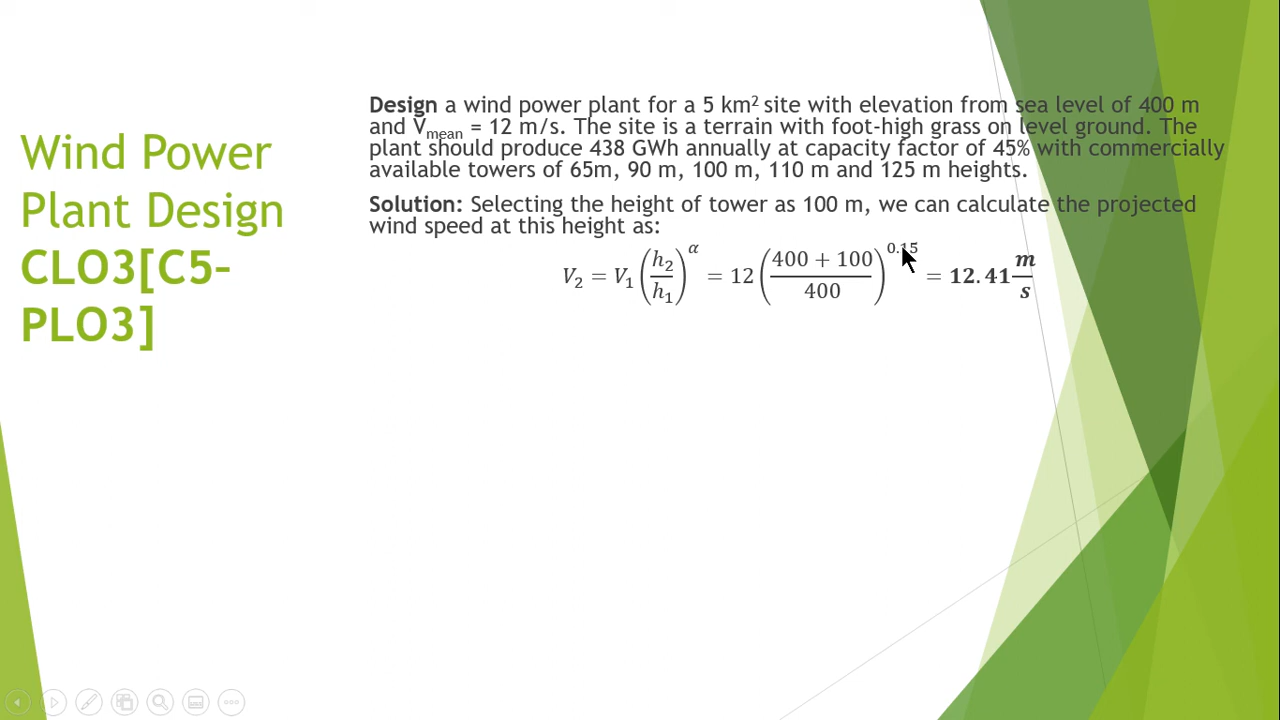 Wind Power
Plant Design
CLO3[C5-
PLO3]
Design a wind power plant for a 5 km² site with elevation from sea level of 400 m
and Vmean = 12 m/s. The site is a terrain with foot-high grass on level ground. The
plant should produce 438 GWh annually at capacity factor of 45% with commercially
available towers of 65m, 90 m, 100 m, 110 m and 125 m heights.
Solution: Selecting the height of tower as 100 m, we can calculate the projected
wind speed at this height as:
V₂ = V₁ (h₂/h₁)^α = 12 ((400 + 100)/400)^0.15 = 12.41 m/s